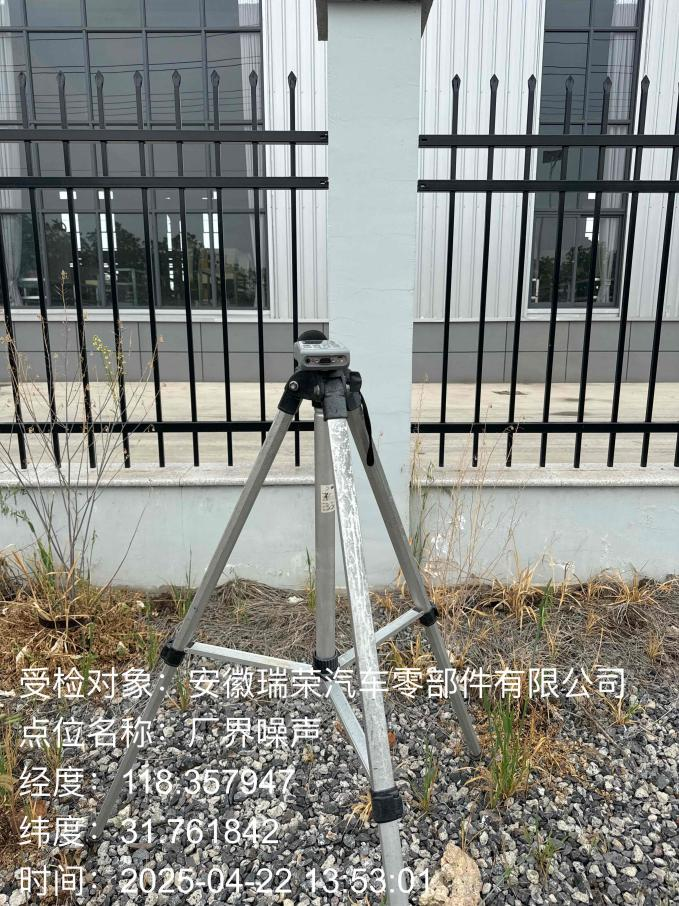 受检对象：安徽瑞荣汽车零部件有限公司
点位名称：厂界噪声
经度：118.357947
纬度：31.761842
时间：2025-04-22 13:53:01